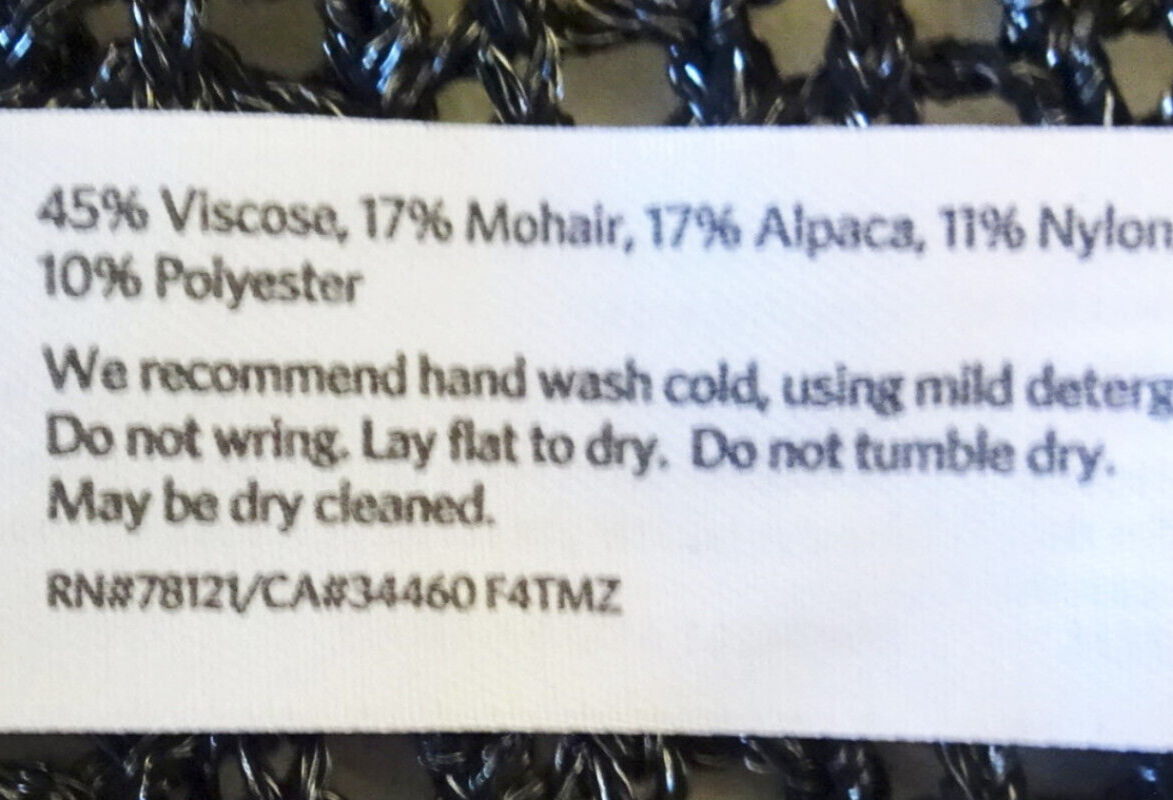 45% Viscose, 17% Mohair, 17% Alpaca, 11% Nylon
10% Polyester
We recommend hand wash cold, using mild deterg
Do not wring. Lay flat to dry. Do not tumble dry.
May be dry cleaned.
RN#78121/CA#34460 F4TMZ